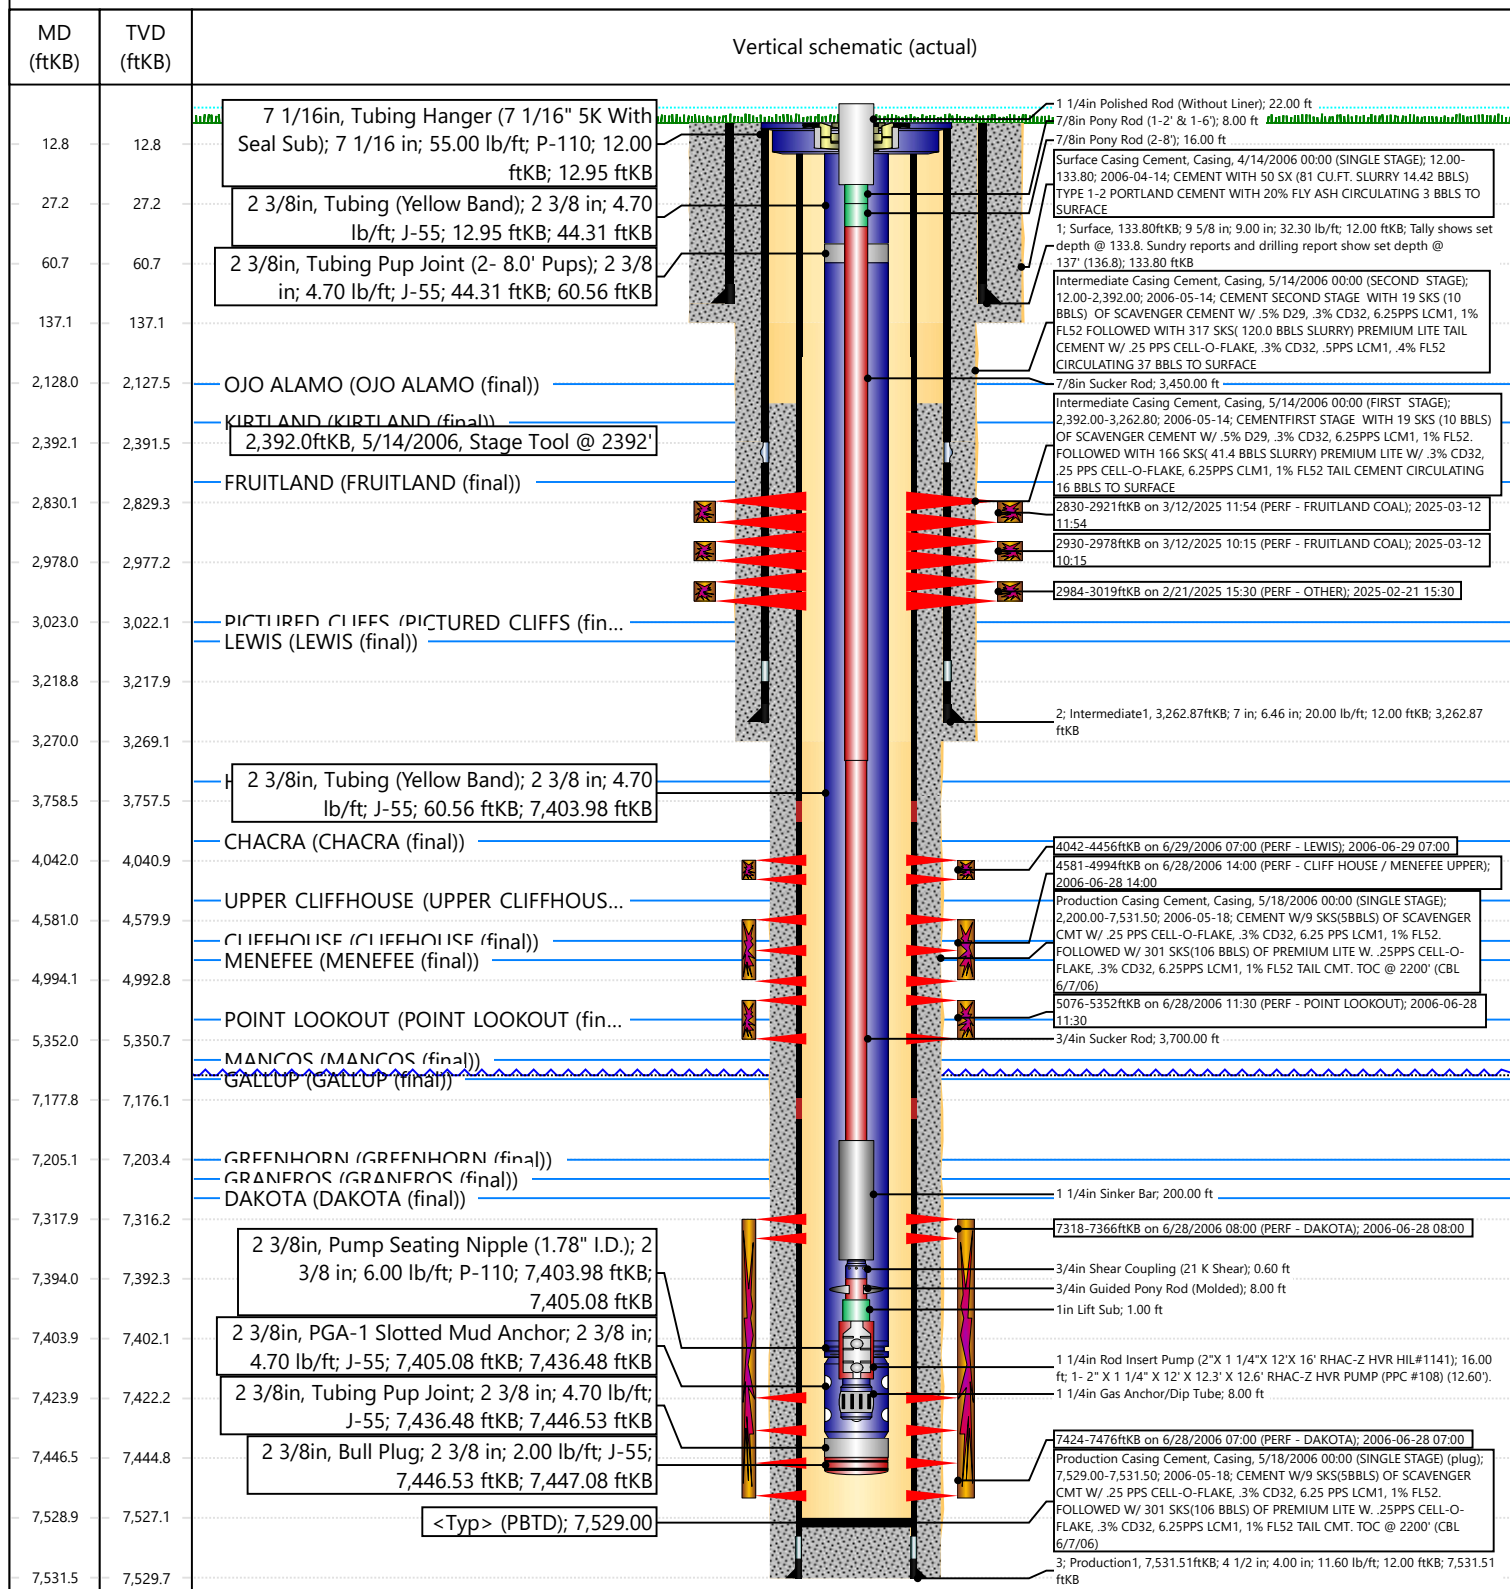 MD
(ftKB)
TVD
(ftKB)
Vertical schematic (actual)
12.8
12.8
27.2
27.2
60.7
60.7
137.1
137.1
2,128.0
2,127.5
2,392.1
2,391.5
2,830.1
2,829.3
2,978.0
2,977.2
3,023.0
3,022.1
3,218.8
3,217.9
3,270.0
3,269.1
3,758.5
3,757.5
4,042.0
4,040.9
4,581.0
4,579.9
4,994.1
4,992.8
5,352.0
5,350.7
7,177.8
7,176.1
7,205.1
7,203.4
7,317.9
7,316.2
7,394.0
7,392.3
7,403.9
7,402.1
7,423.9
7,422.2
7,446.5
7,444.8
7,528.9
7,527.1
7,531.5
7,529.7
7 1/16in, Tubing Hanger (7 1/16" 5K With
Seal Sub); 7 1/16 in; 55.00 lb/ft; P-110; 12.00
ftKB; 12.95 ftKB
2 3/8in, Tubing (Yellow Band); 2 3/8 in; 4.70
lb/ft; J-55; 12.95 ftKB; 44.31 ftKB
2 3/8in, Tubing Pup Joint (2- 8.0' Pups); 2 3/8
in; 4.70 lb/ft; J-55; 44.31 ftKB; 60.56 ftKB
OJO ALAMO (OJO ALAMO (final))
KIRTLAND (KIRTLAND (final))
2,392.0ftKB, 5/14/2006, Stage Tool @ 2392'
FRUITLAND (FRUITLAND (final))
PICTURED CLIFFS (PICTURED CLIFFS (fin...
LEWIS (LEWIS (final))
2 3/8in, Tubing (Yellow Band); 2 3/8 in; 4.70
lb/ft; J-55; 60.56 ftKB; 7,403.98 ftKB
CHACRA (CHACRA (final))
UPPER CLIFFHOUSE (UPPER CLIFFHOUS...
CLIFFHOUSE (CLIFFHOUSE (final))
MENEFEE (MENEFEE (final))
POINT LOOKOUT (POINT LOOKOUT (fin...
MANCOS (MANCOS (final))
GALLUP (GALLUP (final))
GREENHORN (GREENHORN (final))
GRANEROS (GRANEROS (final))
DAKOTA (DAKOTA (final))
2 3/8in, Pump Seating Nipple (1.78" I.D.); 2
3/8 in; 6.00 lb/ft; P-110; 7,403.98 ftKB;
7,405.08 ftKB
2 3/8in, PGA-1 Slotted Mud Anchor; 2 3/8 in;
4.70 lb/ft; J-55; 7,405.08 ftKB; 7,436.48 ftKB
2 3/8in, Tubing Pup Joint; 2 3/8 in; 4.70 lb/ft;
J-55; 7,436.48 ftKB; 7,446.53 ftKB
2 3/8in, Bull Plug; 2 3/8 in; 2.00 lb/ft; J-55;
7,446.53 ftKB; 7,447.08 ftKB
<Typ> (PBTD); 7,529.00
1 1/4in Polished Rod (Without Liner); 22.00 ft
7/8in Pony Rod (1-2' & 1-6'); 8.00 ft
7/8in Pony Rod (2-8'); 16.00 ft
Surface Casing Cement, Casing, 4/14/2006 00:00 (SINGLE STAGE); 12.00-
133.80; 2006-04-14; CEMENT WITH 50 SX (81 CU.FT. SLURRY 14.42 BBLS)
TYPE 1-2 PORTLAND CEMENT WITH 20% FLY ASH CIRCULATING 3 BBLS TO
SURFACE
1; Surface, 133.80ftKB; 9 5/8 in; 9.00 in; 32.30 lb/ft; 12.00 ftKB; Tally shows set
depth @ 133.8. Sundry reports and drilling report show set depth @
137' (136.8); 133.80 ftKB
Intermediate Casing Cement, Casing, 5/14/2006 00:00 (SECOND STAGE);
12.00-2,392.00; 2006-05-14; CEMENT SECOND STAGE WITH 19 SKS (10
BBLS) OF SCAVENGER CEMENT W/ .5% D29, .3% CD32, 6.25PPS LCM1, 1%
FL52 FOLLOWED WITH 317 SKS( 120.0 BBLS SLURRY) PREMIUM LITE TAIL
CEMENT W/ .25 PPS CELL-O-FLAKE, .3% CD32, .5PPS LCM1, .4% FL52
CIRCULATING 37 BBLS TO SURFACE
7/8in Sucker Rod; 3,450.00 ft
Intermediate Casing Cement, Casing, 5/14/2006 00:00 (FIRST STAGE);
2,392.00-3,262.80; 2006-05-14; CEMENTFIRST STAGE WITH 19 SKS (10 BBLS)
OF SCAVENGER CEMENT W/ .5% D29, .3% CD32, 6.25PPS LCM1, 1% FL52.
FOLLOWED WITH 166 SKS( 41.4 BBLS SLURRY) PREMIUM LITE W/ .3% CD32,
.25 PPS CELL-O-FLAKE, 6.25PPS CLM1, 1% FL52 TAIL CEMENT CIRCULATING
16 BBLS TO SURFACE
2830-2921ftKB on 3/12/2025 11:54 (PERF - FRUITLAND COAL); 2025-03-12
11:54
2930-2978ftKB on 3/12/2025 10:15 (PERF - FRUITLAND COAL); 2025-03-12
10:15
2984-3019ftKB on 2/21/2025 15:30 (PERF - OTHER); 2025-02-21 15:30
2; Intermediate1, 3,262.87ftKB; 7 in; 6.46 in; 20.00 lb/ft; 12.00 ftKB; 3,262.87
ftKB
4042-4456ftKB on 6/29/2006 07:00 (PERF - LEWIS); 2006-06-29 07:00
4581-4994ftKB on 6/28/2006 14:00 (PERF - CLIFF HOUSE / MENEFEE UPPER);
2006-06-28 14:00
Production Casing Cement, Casing, 5/18/2006 00:00 (SINGLE STAGE);
2,200.00-7,531.50; 2006-05-18; CEMENT W/9 SKS(5BBLS) OF SCAVENGER
CMT W/ .25 PPS CELL-O-FLAKE, .3% CD32, 6.25 PPS LCM1, 1% FL52.
FOLLOWED W/ 301 SKS(106 BBLS) OF PREMIUM LITE W. .25PPS CELL-O-
FLAKE, .3% CD32, 6.25PPS LCM1, 1% FL52 TAIL CMT. TOC @ 2200' (CBL
6/7/06)
5076-5352ftKB on 6/28/2006 11:30 (PERF - POINT LOOKOUT); 2006-06-28
11:30
3/4in Sucker Rod; 3,700.00 ft
1 1/4in Sinker Bar; 200.00 ft
7318-7366ftKB on 6/28/2006 08:00 (PERF - DAKOTA); 2006-06-28 08:00
3/4in Shear Coupling (21 K Shear); 0.60 ft
3/4in Guided Pony Rod (Molded); 8.00 ft
1in Lift Sub; 1.00 ft
1 1/4in Rod Insert Pump (2"X 1 1/4"X 12'X 16' RHAC-Z HVR HIL#1141); 16.00
ft; 1- 2" X 1 1/4" X 12' X 12.3' X 12.6' RHAC-Z HVR PUMP (PPC #108) (12.60').
1 1/4in Gas Anchor/Dip Tube; 8.00 ft
7424-7476ftKB on 6/28/2006 07:00 (PERF - DAKOTA); 2006-06-28 07:00
Production Casing Cement, Casing, 5/18/2006 00:00 (SINGLE STAGE) (plug);
7,529.00-7,531.50; 2006-05-18; CEMENT W/9 SKS(5BBLS) OF SCAVENGER
CMT W/ .25 PPS CELL-O-FLAKE, .3% CD32, 6.25 PPS LCM1, 1% FL52.
FOLLOWED W/ 301 SKS(106 BBLS) OF PREMIUM LITE W. .25PPS CELL-O-
FLAKE, .3% CD32, 6.25PPS LCM1, 1% FL52 TAIL CMT. TOC @ 2200' (CBL
6/7/06)
3; Production1, 7,531.51ftKB; 4 1/2 in; 4.00 in; 11.60 lb/ft; 12.00 ftKB; 7,531.51
ftKB